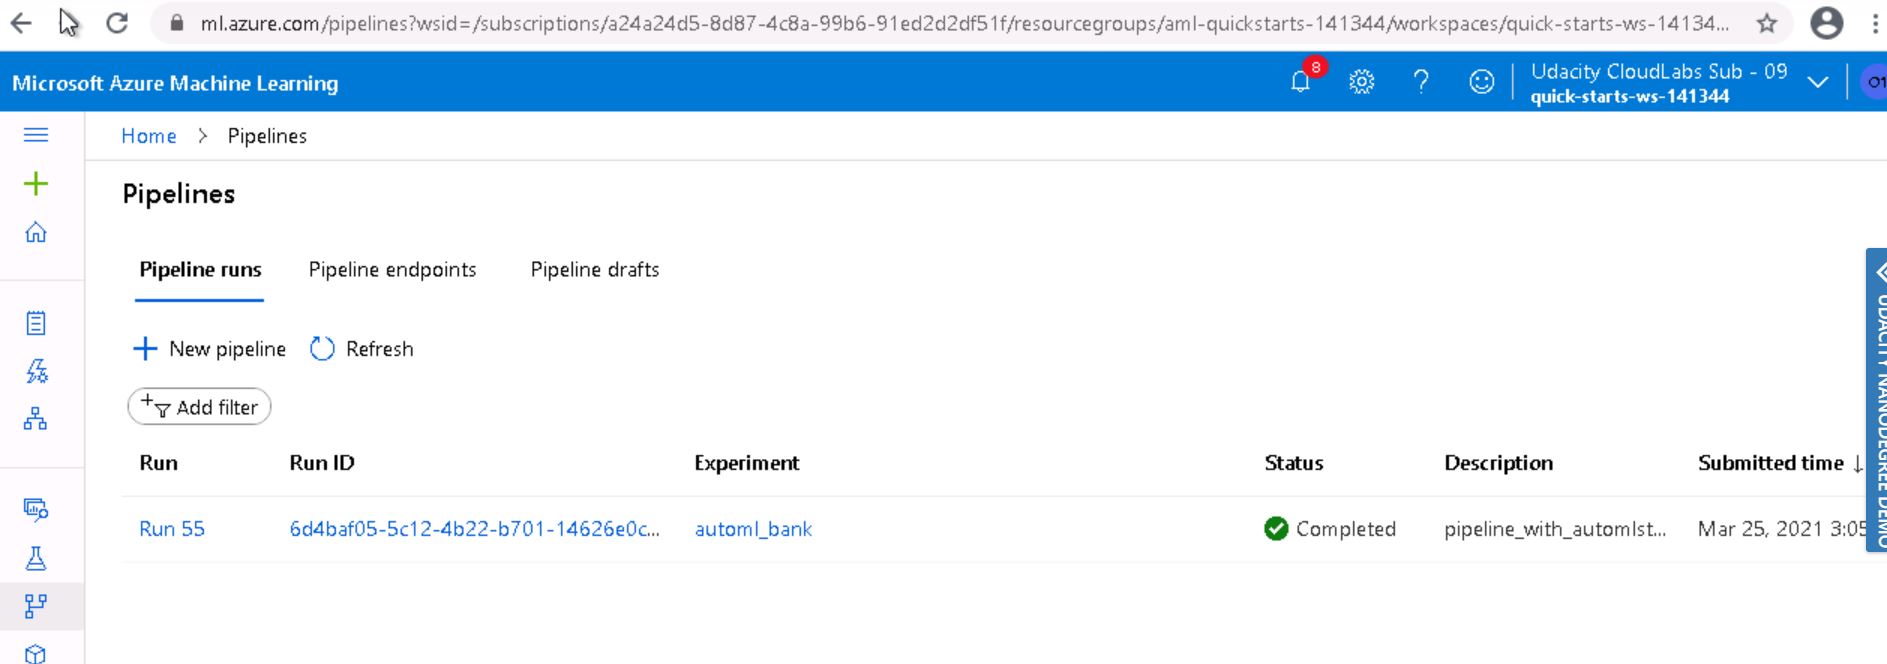 ml.azure.com/pipelines?wsid=/subscriptions/a24a24d5-8d87-4c8a-99b6-91ed2d2df51f/resourcegroups/aml-quickstarts-141344/workspaces/quick-starts-ws-14134...
Microsoft Azure Machine Learning
8
Udacity CloudLabs Sub - 09
quick-starts-ws-141344
O1
Home > Pipelines
Pipelines
Pipeline runs Pipeline endpoints Pipeline drafts
New pipeline Refresh
Add filter
Run Run ID Experiment Status Description Submitted time ↓
Run 55 6d4baf05-5c12-4b22-b701-14626e0c... automl_bank Completed pipeline_with_automlst... Mar 25, 2021 3:05
UDACITY NANODEGREE DEMO